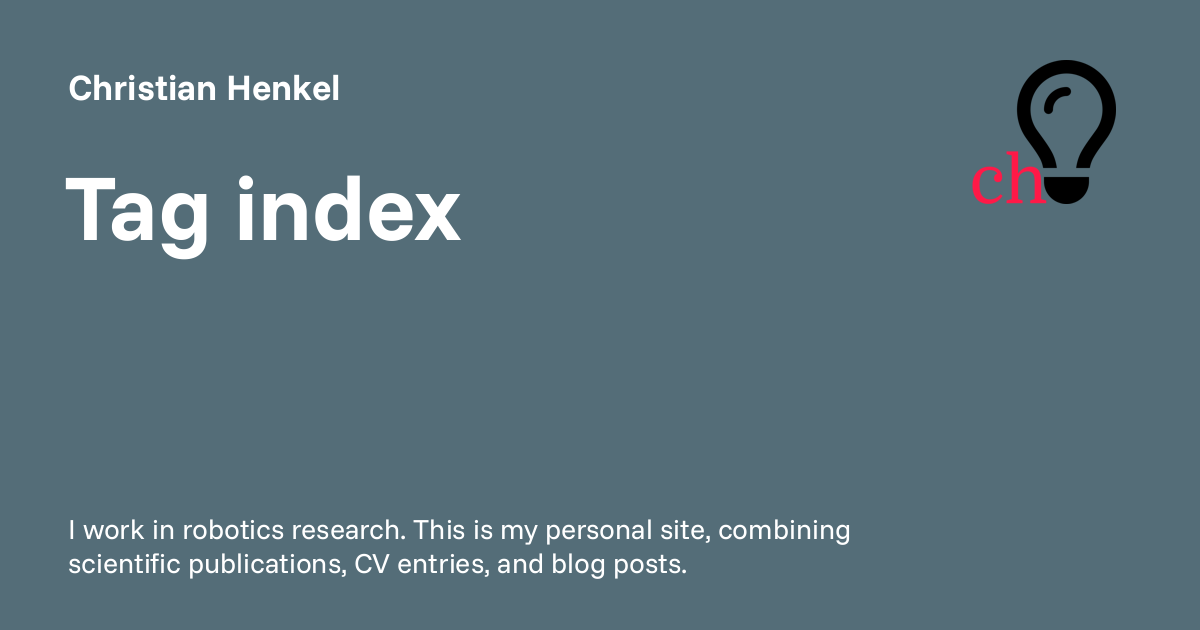 Christian Henkel
Tag index
ch
I work in robotics research. This is my personal site, combining
scientific publications, CV entries, and blog posts.